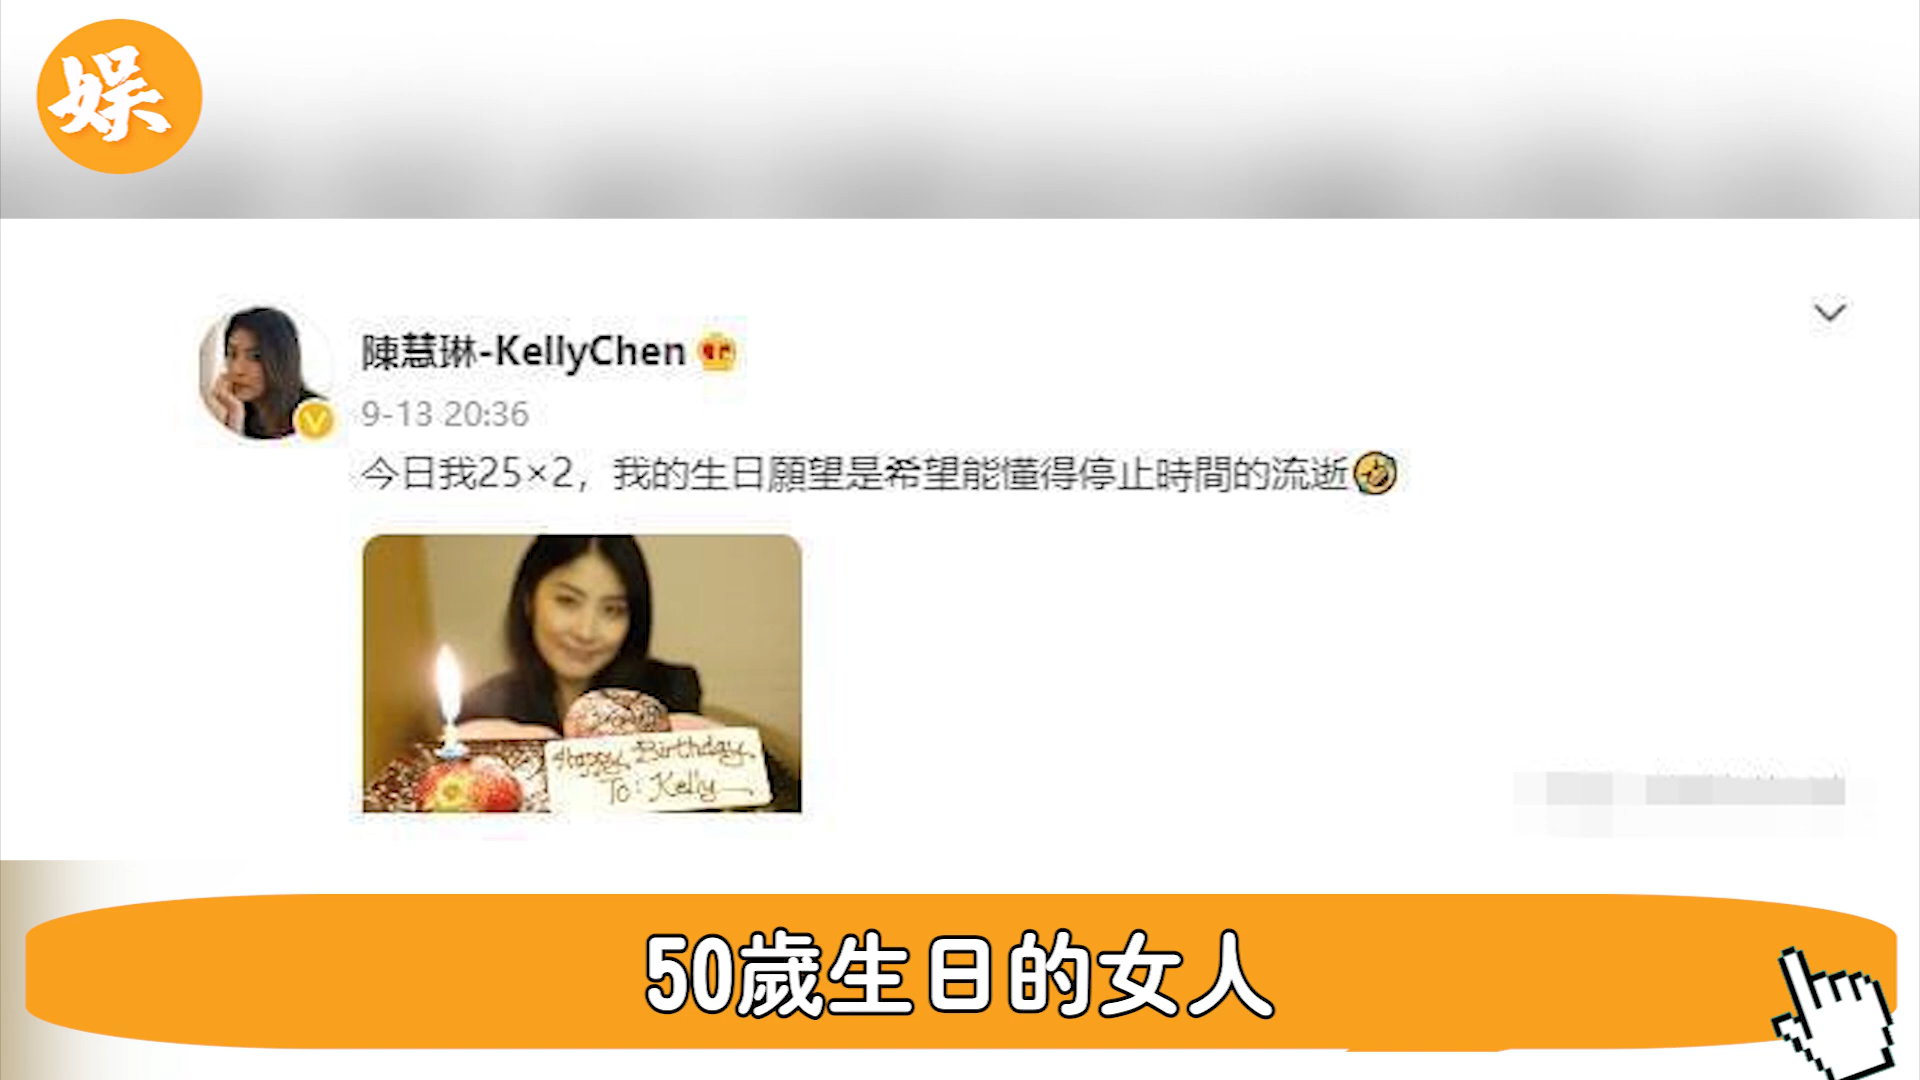 娱
陳慧琳-KellyChen
V
9-13 20:36
今日我25×2，我的生日願望是希望能懂得停止時間的流逝
Happy Birthday
To: Kelly
50歲生日的女人